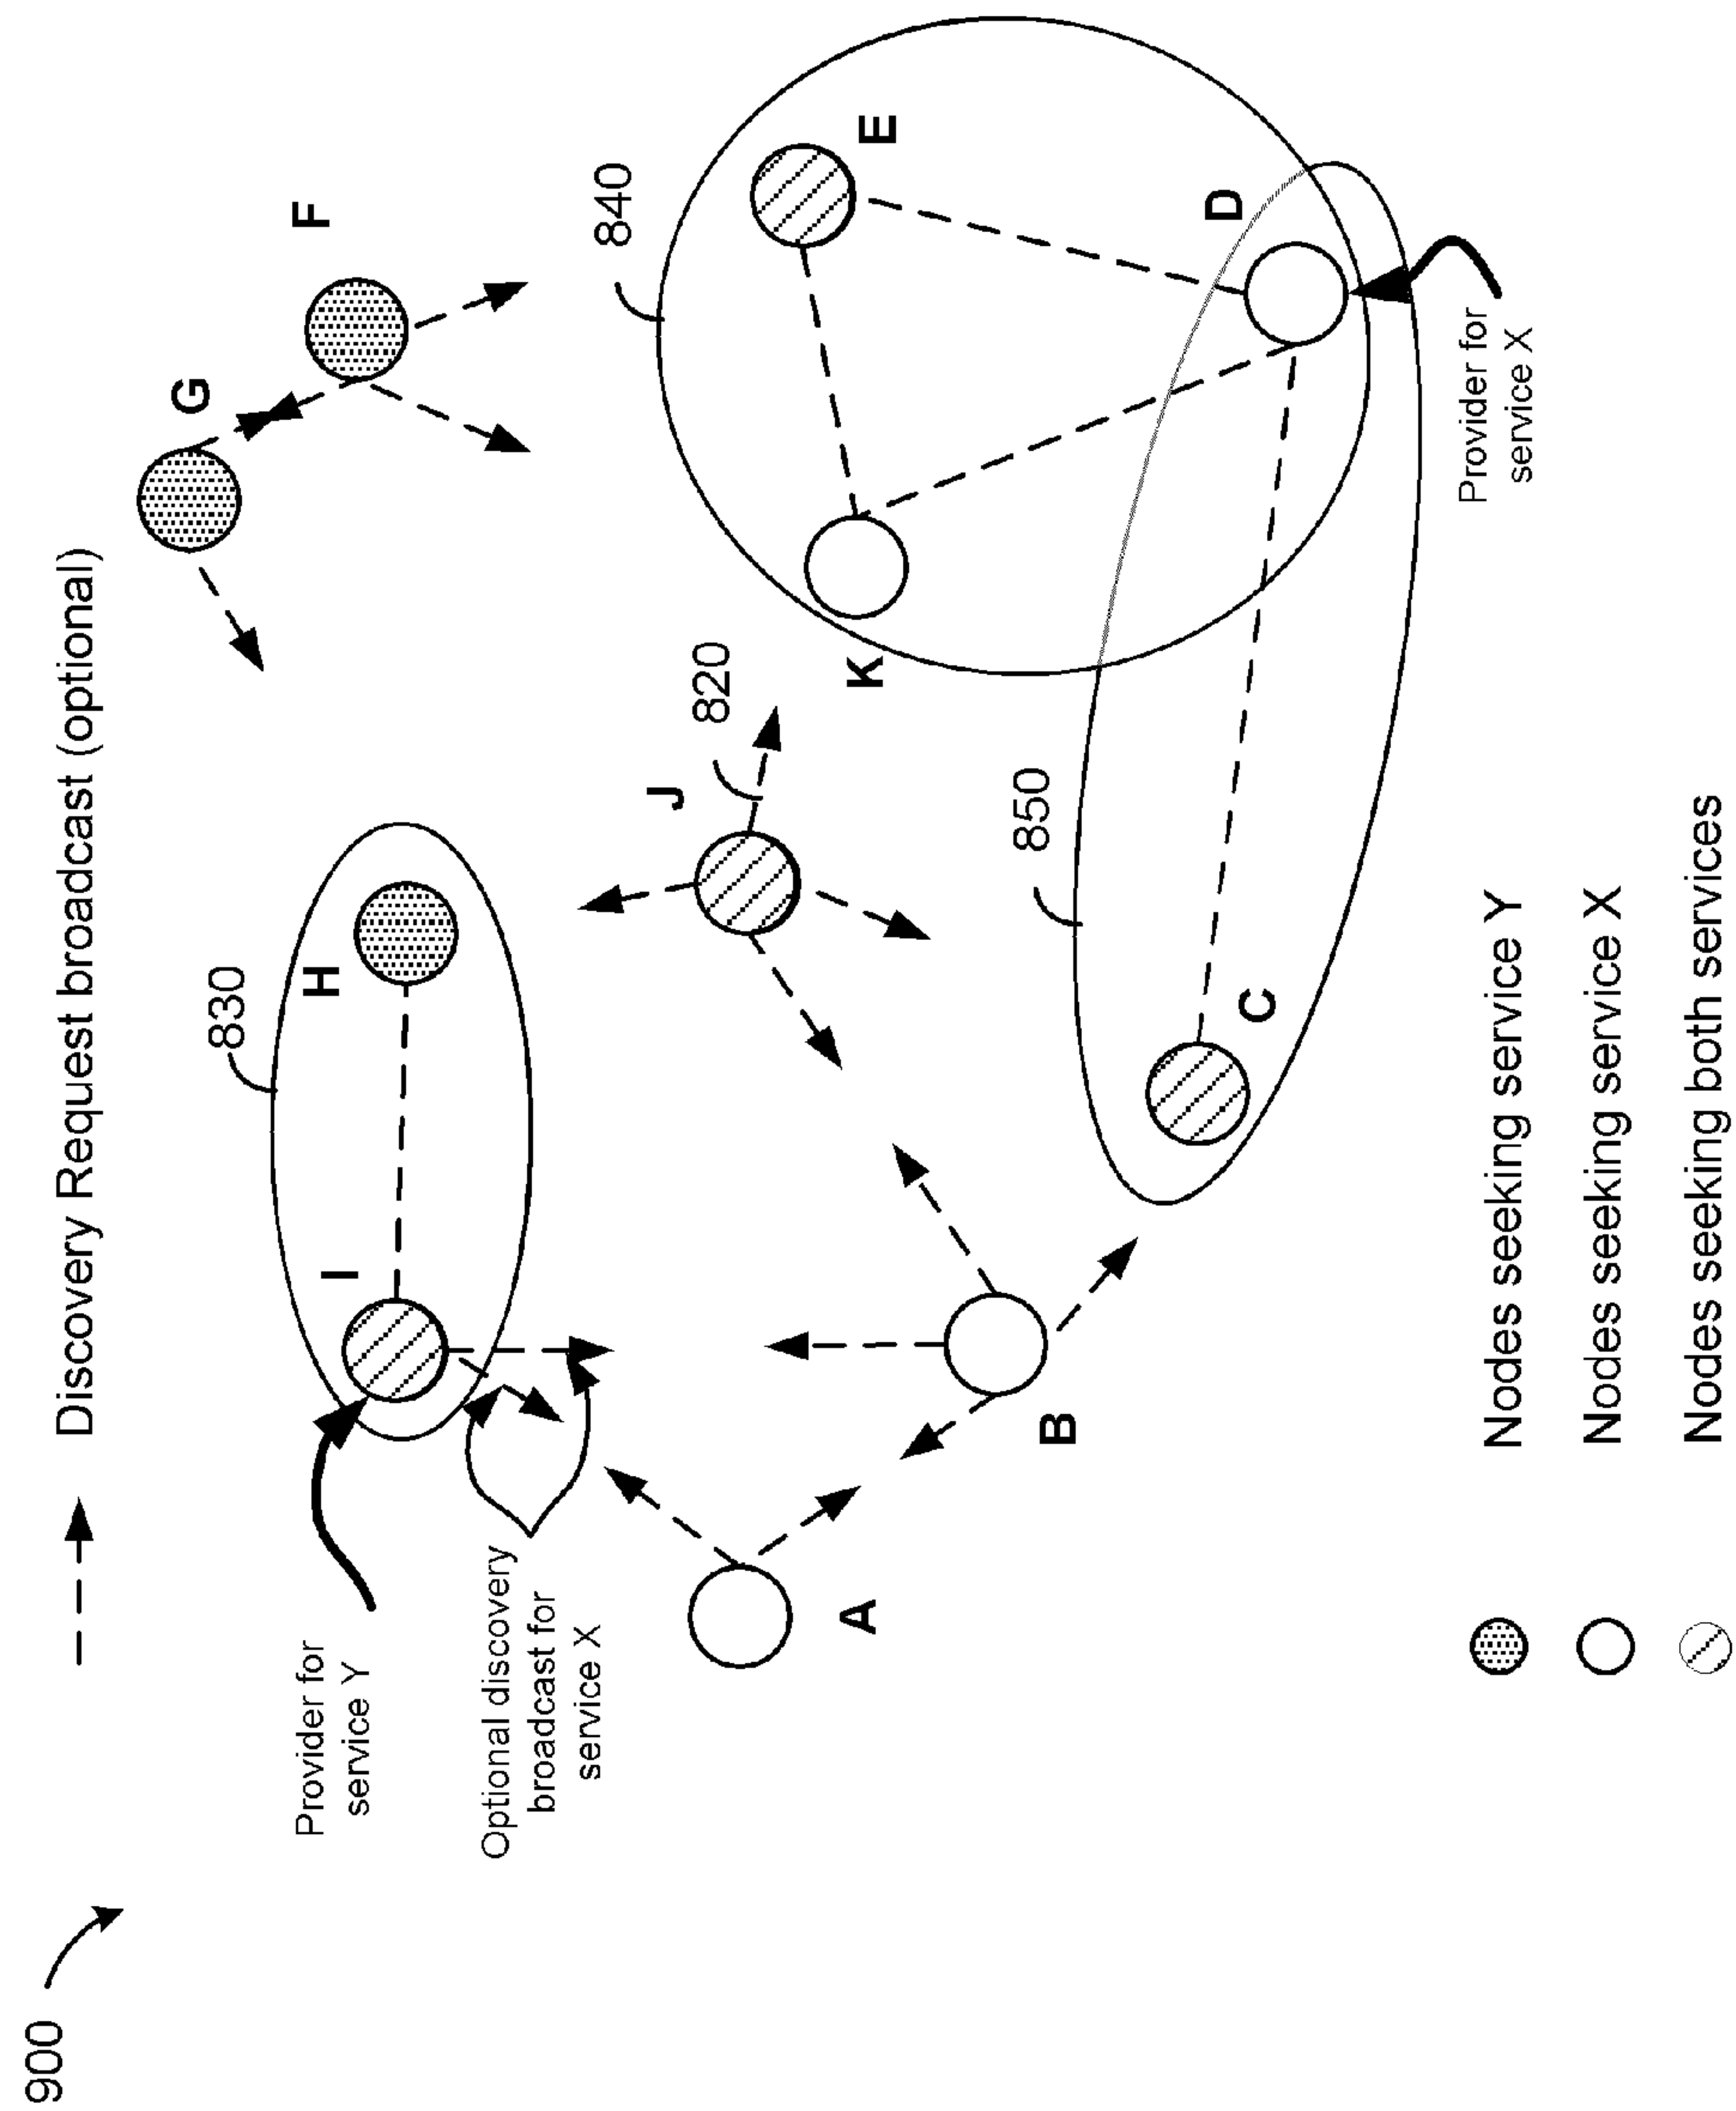 900
Discovery Request broadcast (optional)
G
F
830
H
I
Provider for
service Y
Optional discovery
broadcast for
service X
840
E
J
820
K
A
B
850
C
D
Provider for
service X
Nodes seeking service Y
Nodes seeking service X
Nodes seeking both services